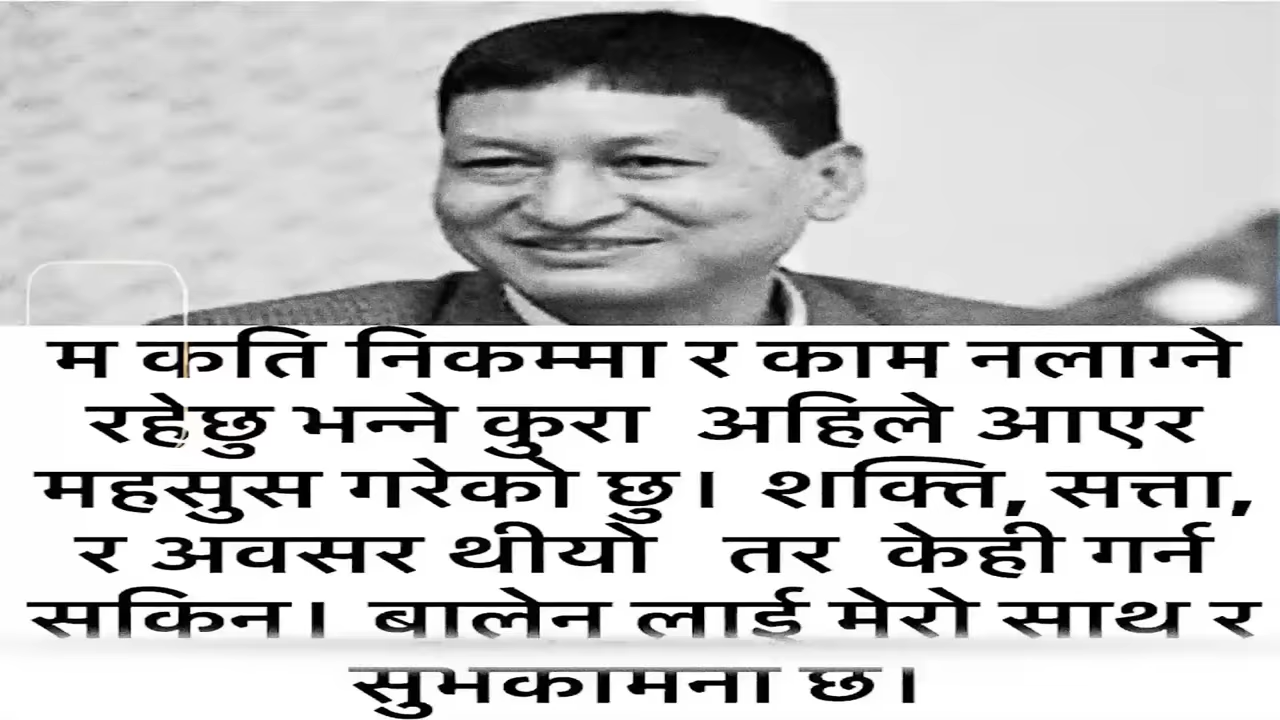 म कति निकम्मा र काम नलाग्ने
रहेछु भन्ने कुरा अहिले आएर
महसुस गरेको छु। शक्ति, सत्ता,
र अवसर थीयो तर केही गर्न
सकिन। बालेन लाई मेरो साथ र
सुभकामना छ।